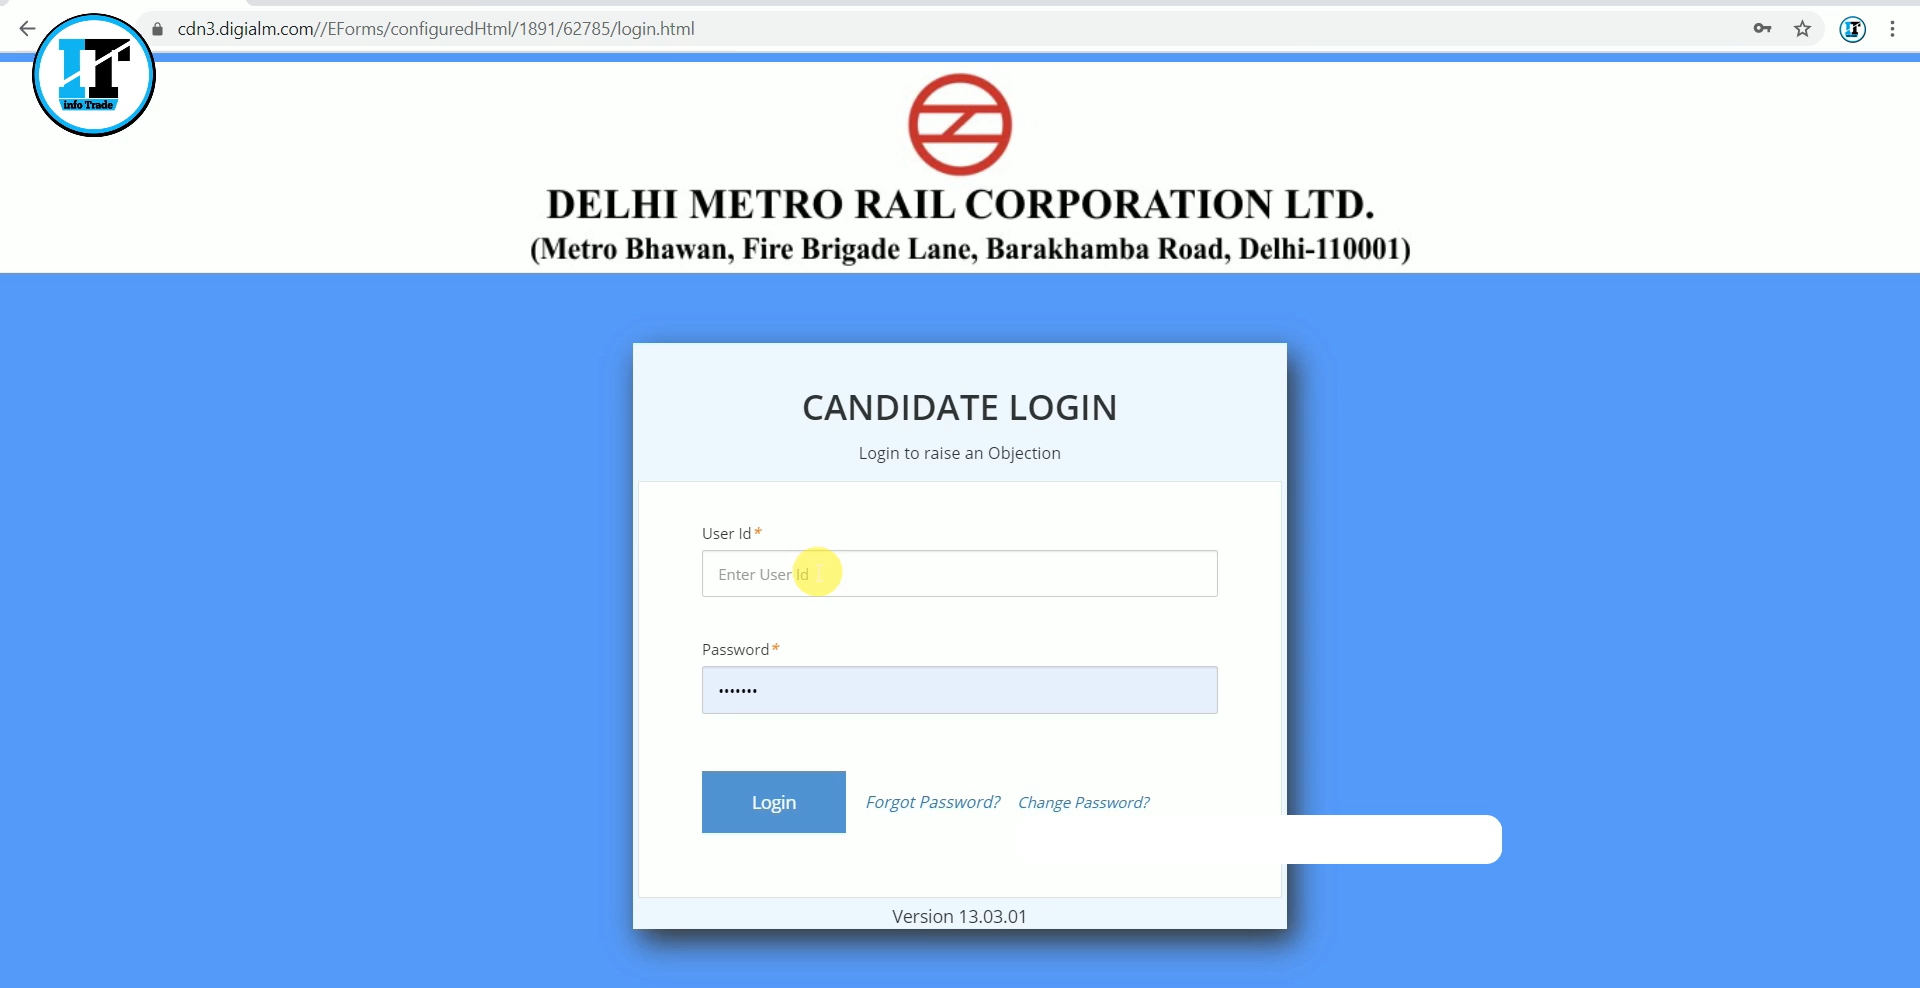 cdn3.digialm.com//EForms/configuredHtml/1891/62785/login.html
IT
info Trade
DELHI METRO RAIL CORPORATION LTD.
(Metro Bhawan, Fire Brigade Lane, Barakhamba Road, Delhi-110001)
CANDIDATE LOGIN
Login to raise an Objection
User Id*
Enter User Id
Password*
•••••••
Login Forgot Password? Change Password?
Version 13.03.01